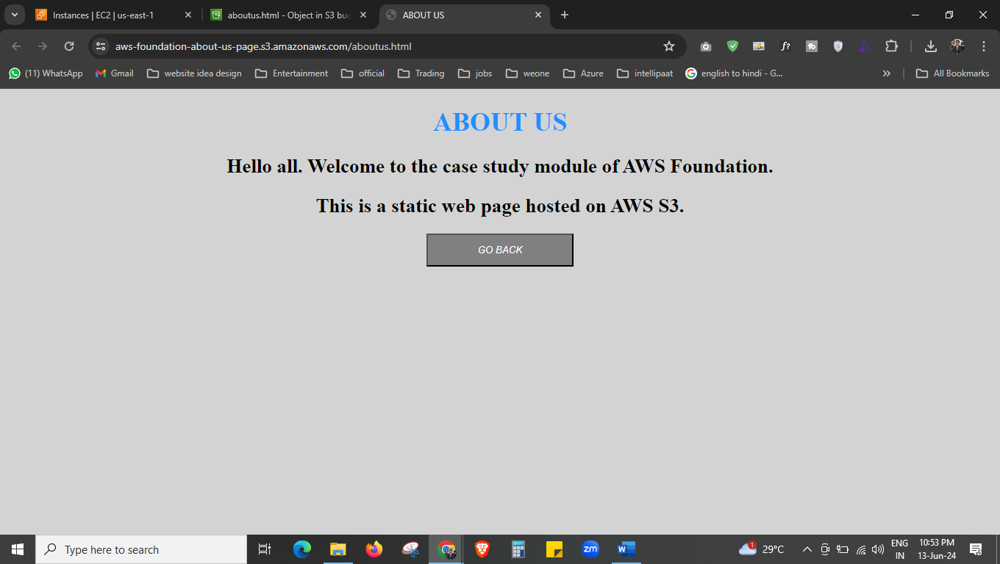 Instances | EC2 | us-east-1
aboutus.html - Object in S3 buc
ABOUT US
aws-foundation-about-us-page.s3.amazonaws.com/aboutus.html
f?
(11) WhatsApp
Gmail
website idea design
Entertainment
official
Trading
jobs
weone
Azure
intellipaat
english to hindi - G...
All Bookmarks
ABOUT US
Hello all. Welcome to the case study module of AWS Foundation.
This is a static web page hosted on AWS S3.
GO BACK
Type here to search
zm
W
1
29°C
ENG
IN
10:53 PM
13-Jun-24